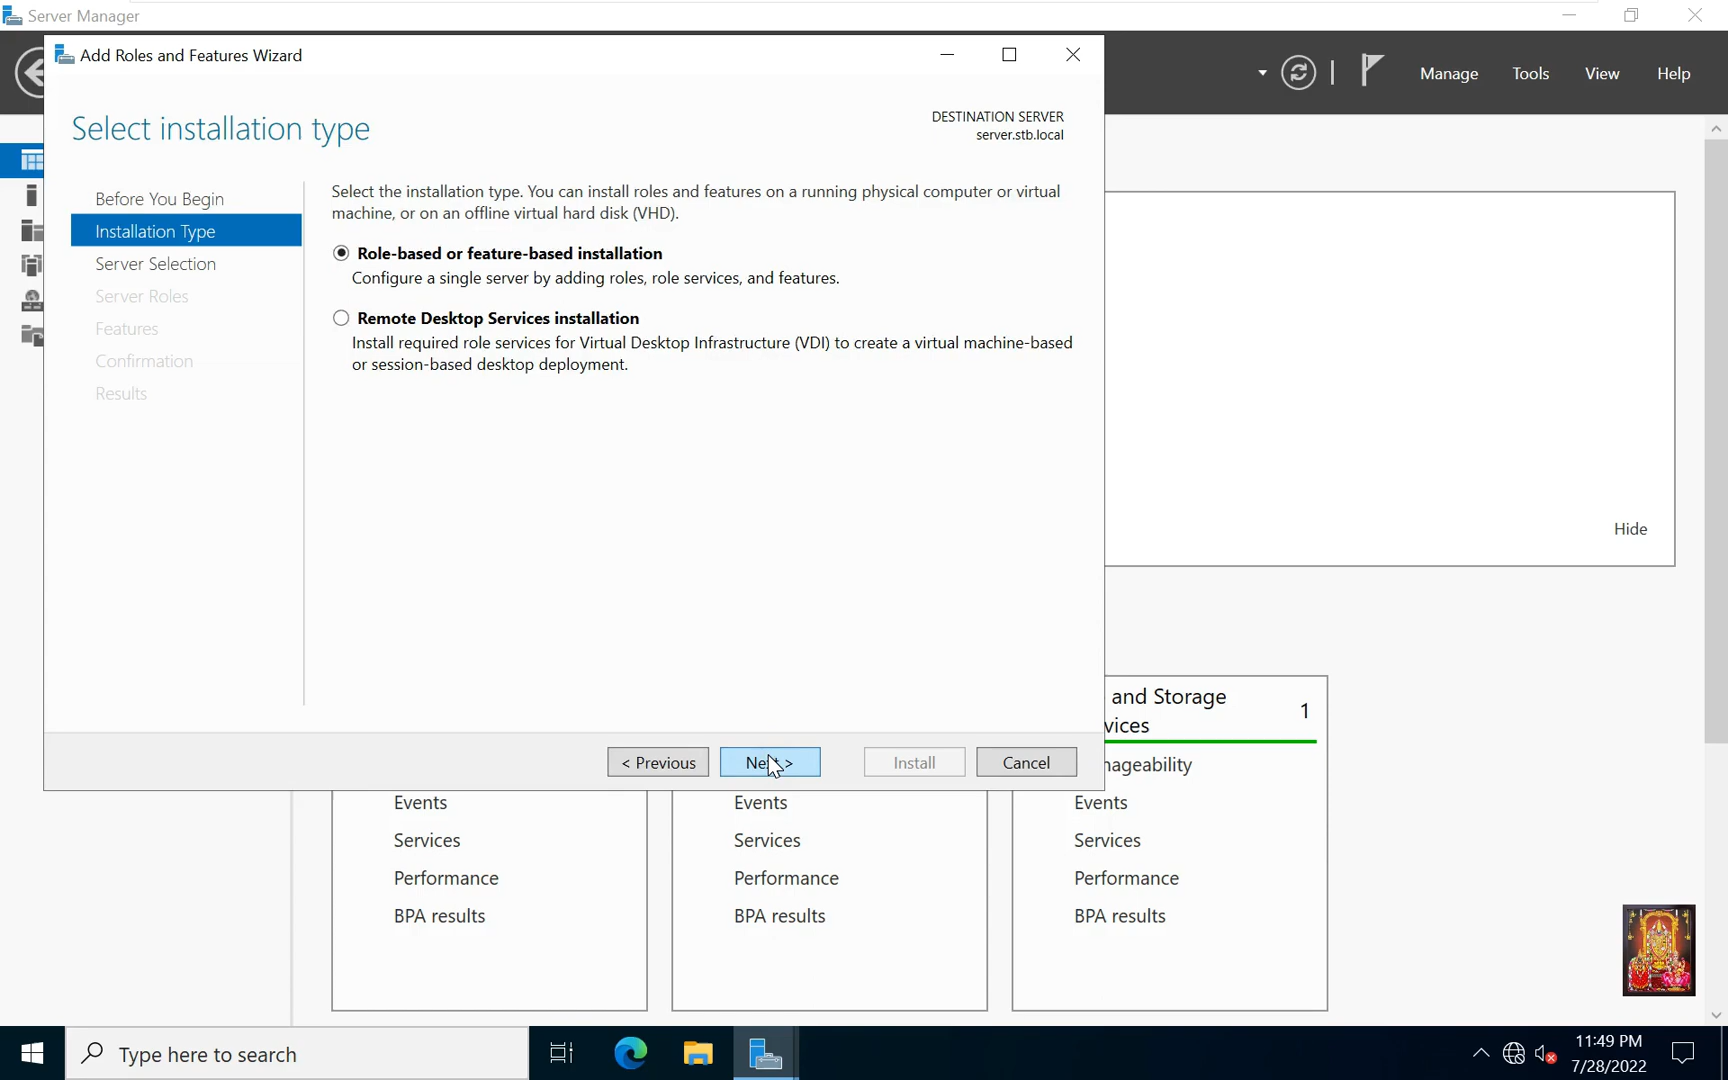 Server Manager
Add Roles and Features Wizard
Manage
Tools
View
Help
Select installation type
DESTINATION SERVER
server.stb.local
Before You Begin
Installation Type
Server Selection
Server Roles
Features
Confirmation
Results
Select the installation type. You can install roles and features on a running physical computer or virtual
machine, or on an offline virtual hard disk (VHD).
Role-based or feature-based installation
Configure a single server by adding roles, role services, and features.
Remote Desktop Services installation
Install required role services for Virtual Desktop Infrastructure (VDI) to create a virtual machine-based
or session-based desktop deployment.
Hide
< Previous
Next >
Install
Cancel
and Storage
vices
1
nageability
Events
Services
Performance
BPA results
Events
Services
Performance
BPA results
Events
Services
Performance
BPA results
Type here to search
11:49 PM
7/28/2022